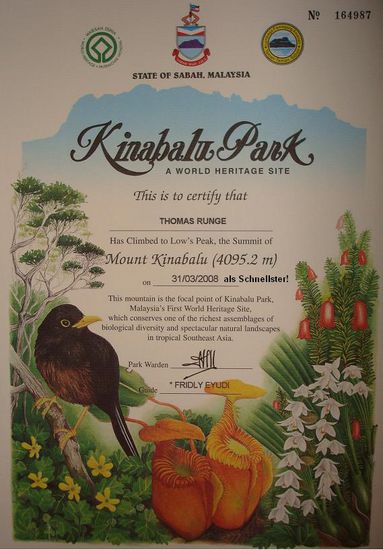 Nº 164987
STATE OF SABAH, MALAYSIA
Kinabalu Park
A WORLD HERITAGE SITE
This is to certify that
THOMAS RUNGE
Has Climbed to Low's Peak, the Summit of
Mount Kinabalu (4095.2 m)
on 31/03/2008 als Schnellster!
This mountain is the focal point of Kinabalu Park,
Malaysia's First World Heritage Site,
which conserves one of the richest assemblages of
biological diversity and spectacular natural landscapes
in tropical Southeast Asia.
Park Warden
Guide * FRIDLY EYUDI